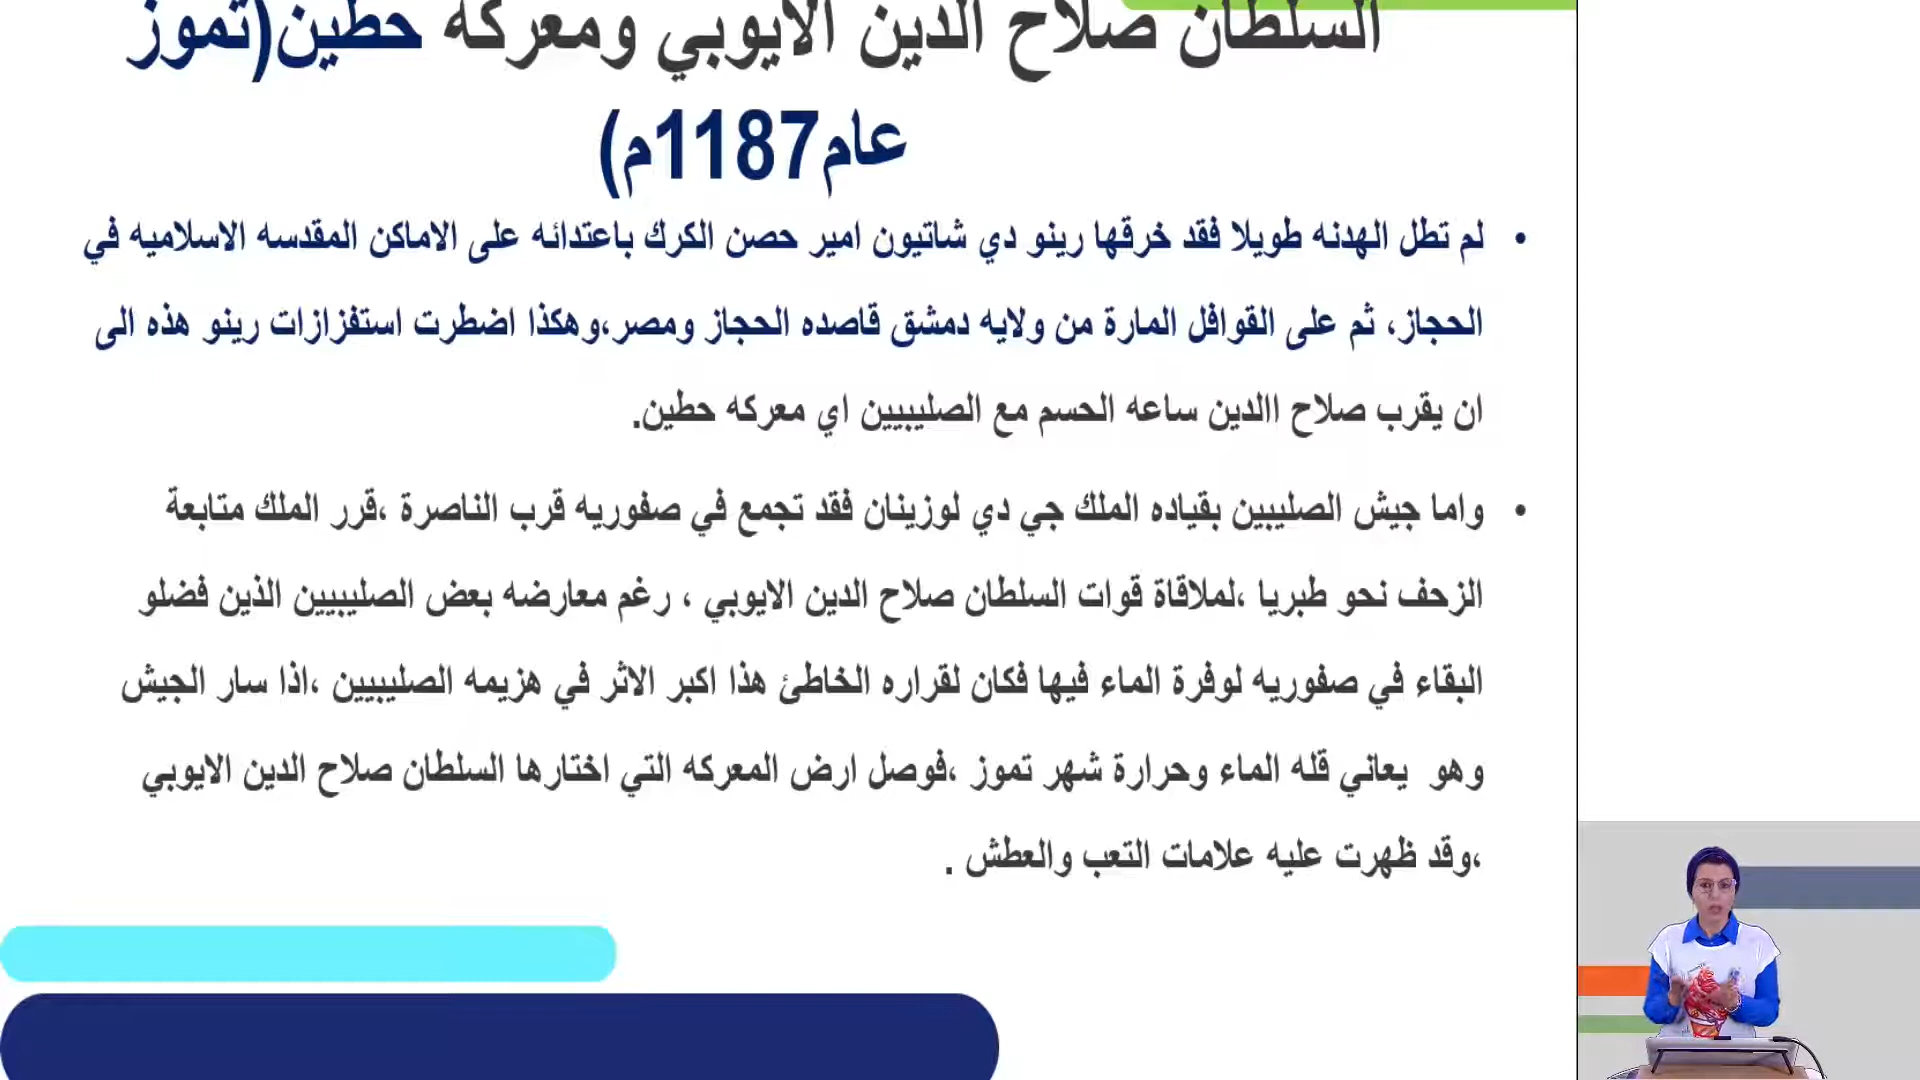 السلطان صلاح الدين الايوبي ومعركه حطين(تموز
عام1187م)
• لم تطل الهدنه طويلا فقد خرقها رينو دي شاتيون امير حصن الكرك باعتدائه على الاماكن المقدسه الاسلاميه في
الحجاز، ثم على القوافل المارة من ولايه دمشق قاصده الحجاز ومصر،وهكذا اضطرت استفزازات رينو هذه الى
ان يقرب صلاح االدين ساعه الحسم مع الصليبيين اي معركه حطين.
• واما جيش الصليبين بقياده الملك جي دي لوزينان فقد تجمع في صفوريه قرب الناصرة ،قرر الملك متابعة
الزحف نحو طبريا ،لملاقاة قوات السلطان صلاح الدين الايوبي ، رغم معارضه بعض الصليبيين الذين فضلو
البقاء في صفوريه لوفرة الماء فيها فكان لقراره الخاطئ هذا اكبر الاثر في هزيمه الصليبيين ،اذا سار الجيش
وهو يعاني قله الماء وحرارة شهر تموز ،فوصل ارض المعركه التي اختارها السلطان صلاح الدين الايوبي
،وقد ظهرت عليه علامات التعب والعطش .